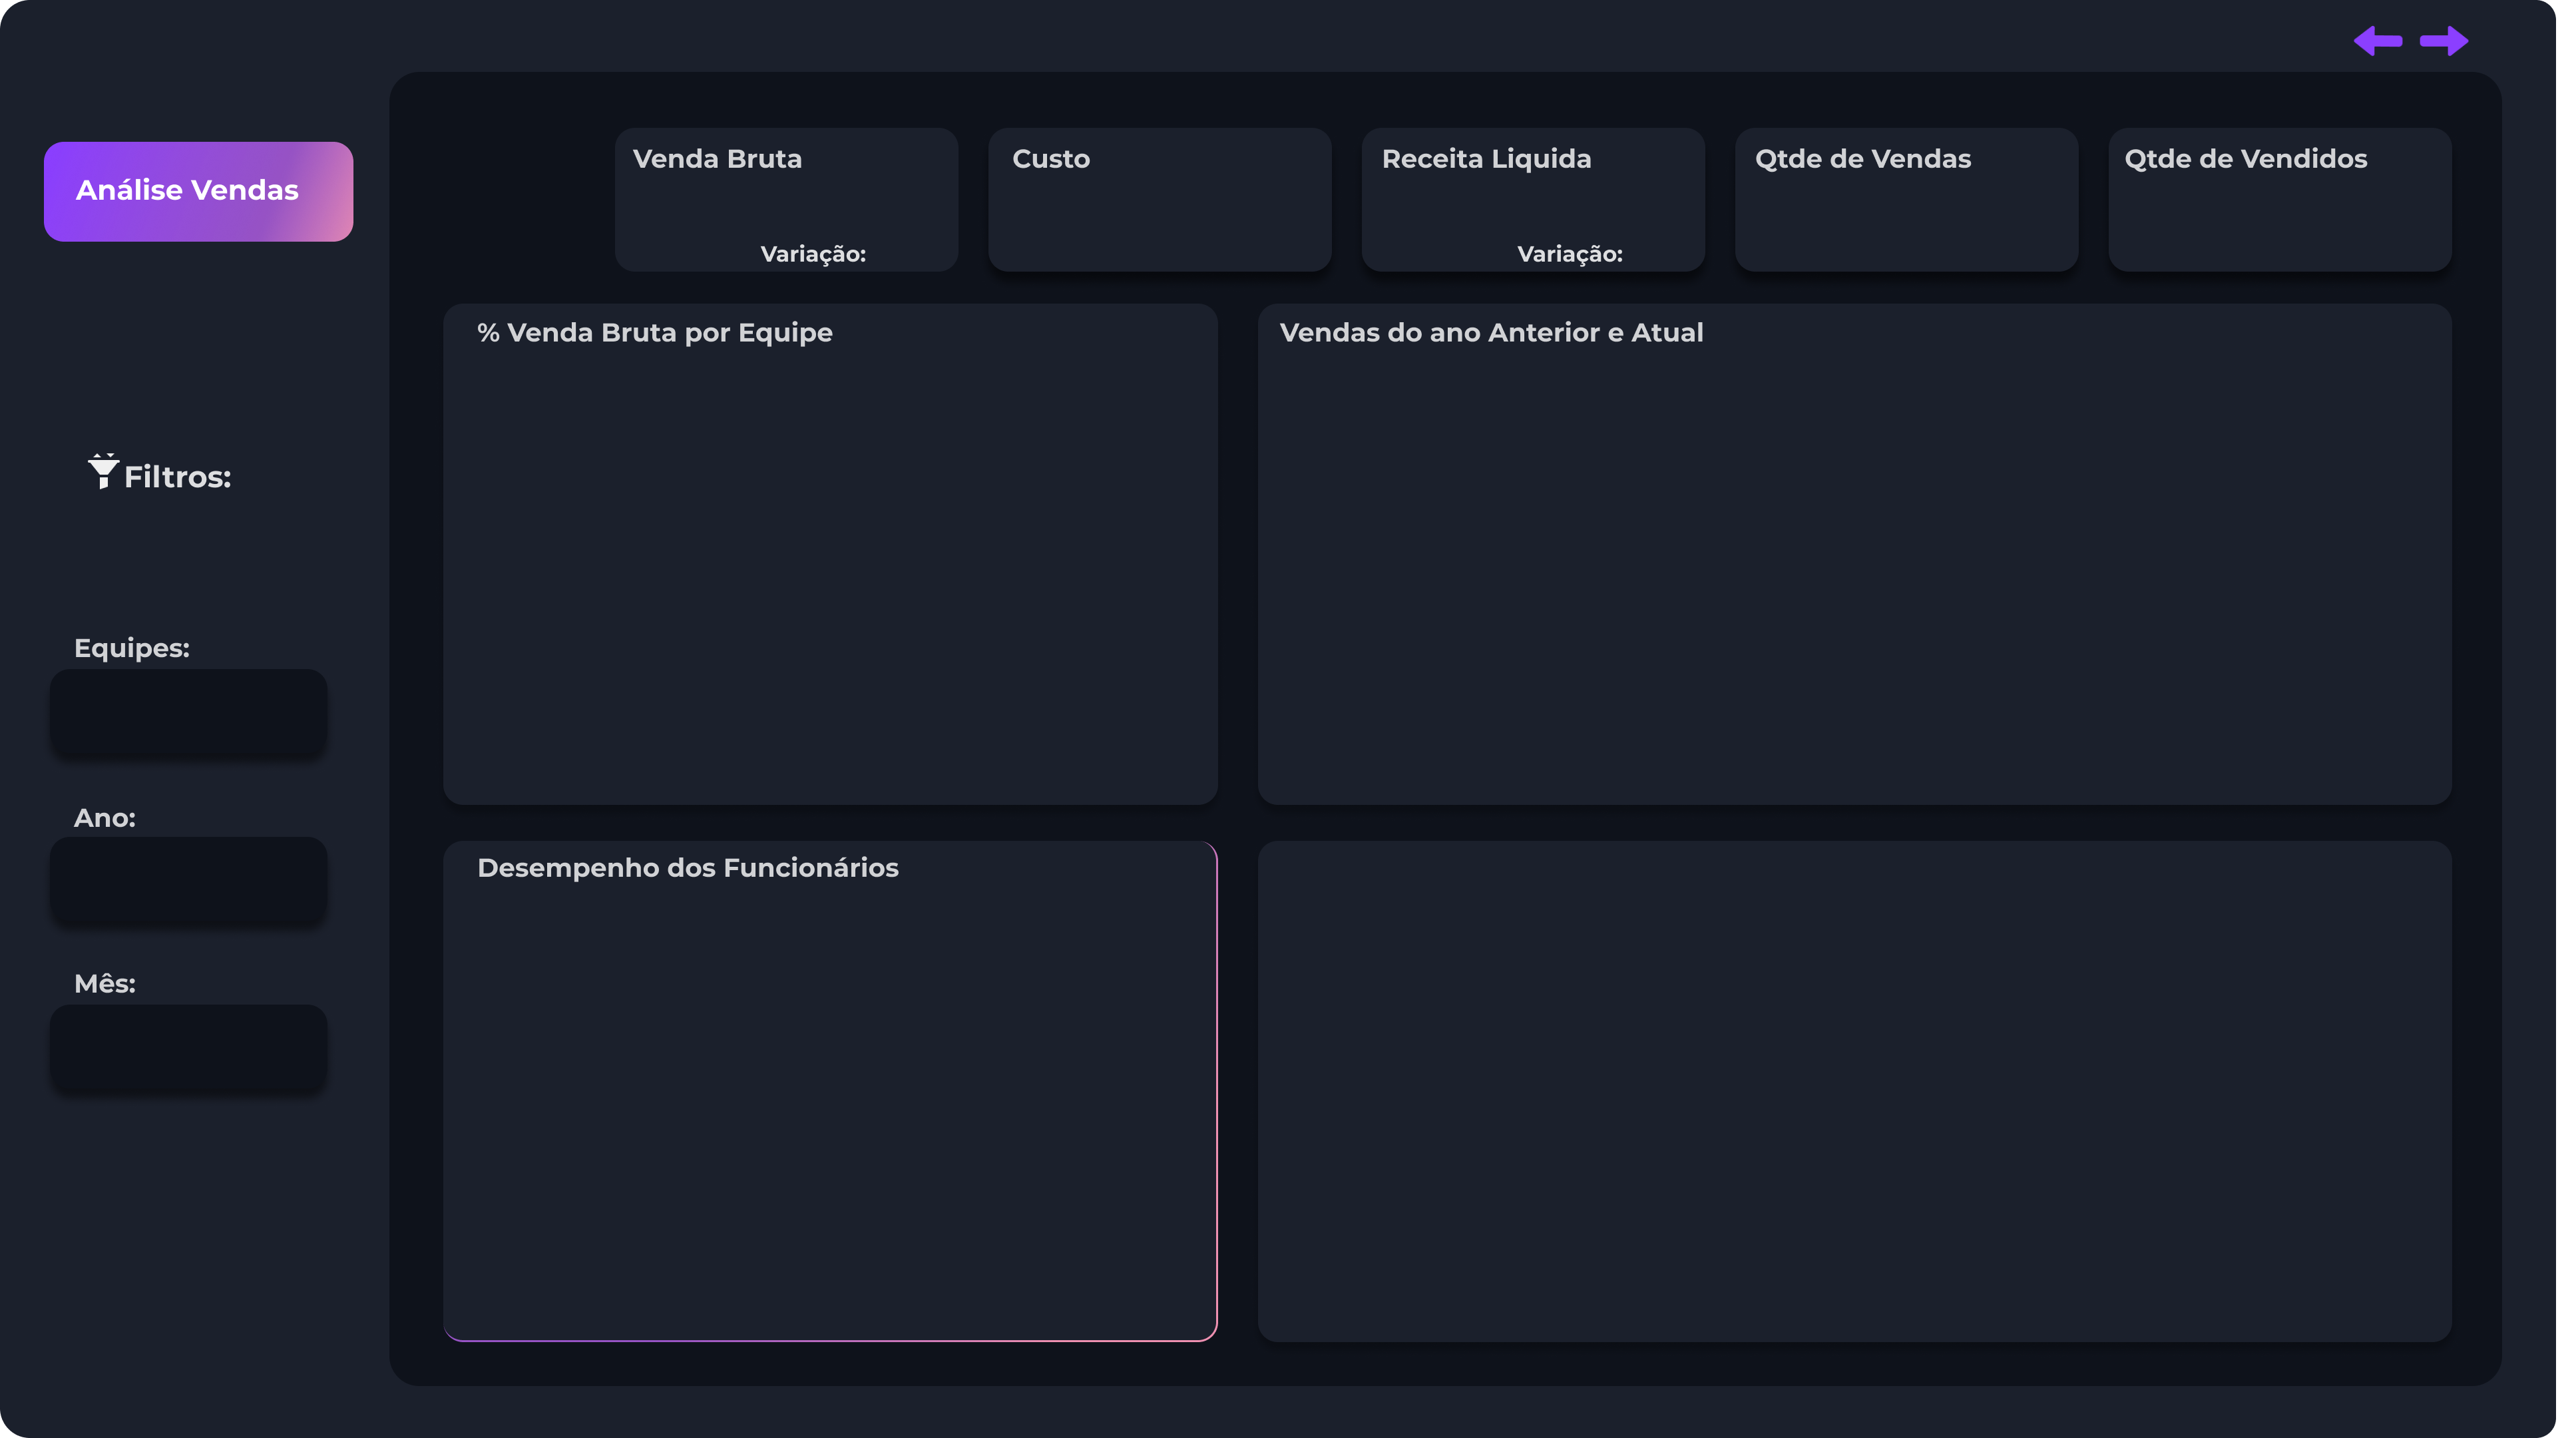 Análise Vendas
Filtros:
Equipes:
Ano:
Mês:
Venda Bruta
Variação:
Custo
Receita Liquida
Variação:
Qtde de Vendas
Qtde de Vendidos
% Venda Bruta por Equipe
Vendas do ano Anterior e Atual
Desempenho dos Funcionários